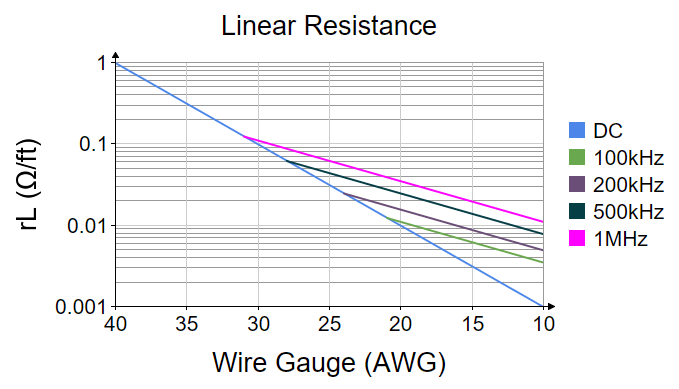 Linear Resistance
rL (Ω/ft)
1
0.1
0.01
0.001
40 35 30 25 20 15 10
Wire Gauge (AWG)
DC
100kHz
200kHz
500kHz
1MHz